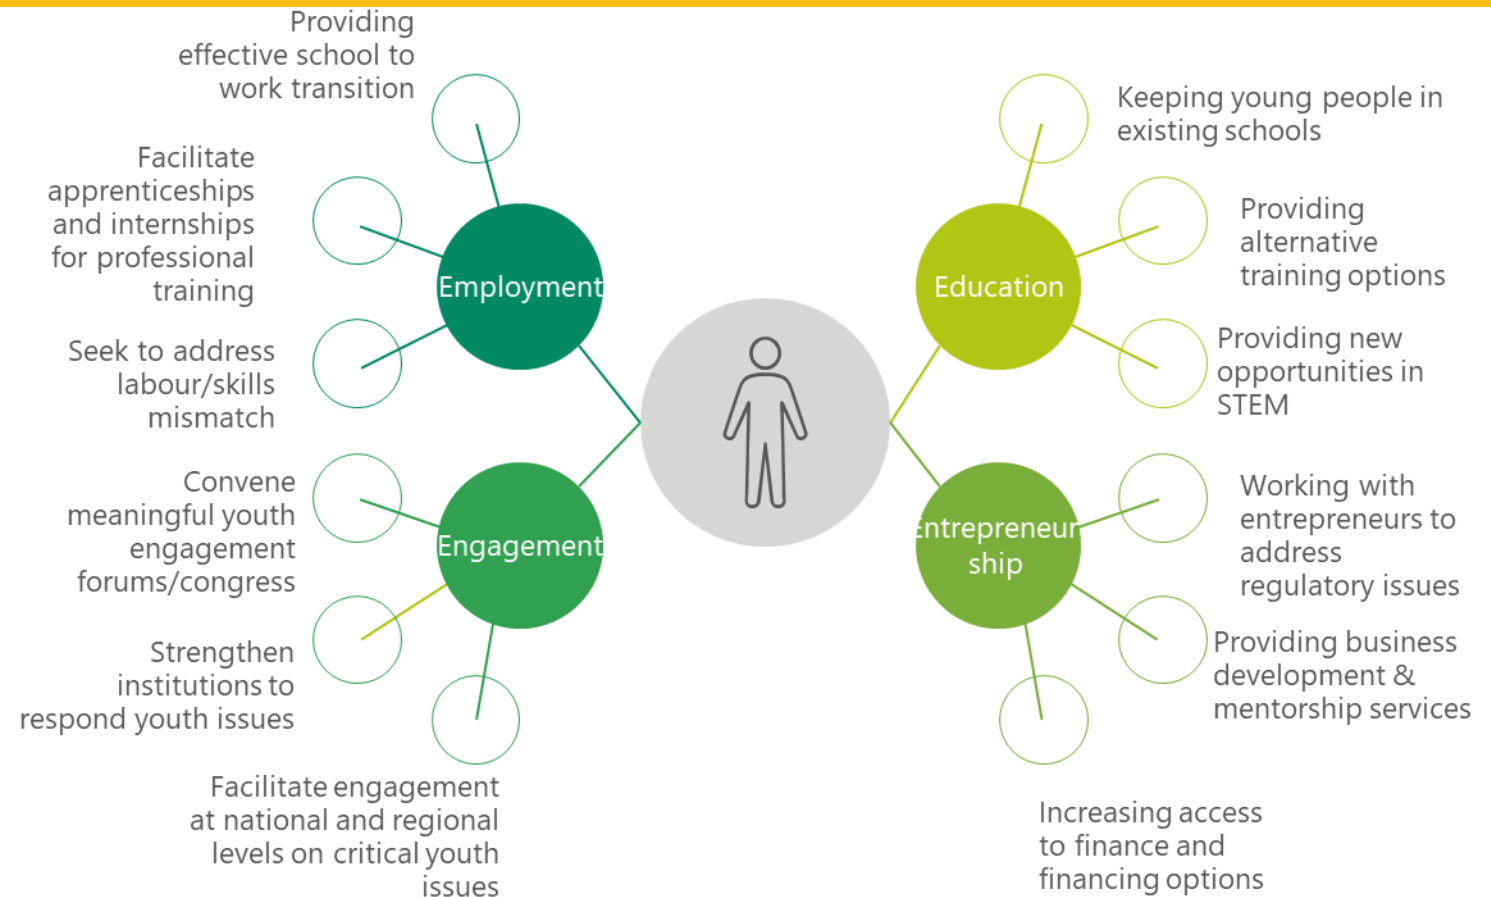 Providing
effective school to
work transition
Facilitate
apprenticeships
and internships
for professional
training
Seek to address
labour/skills
mismatch
Employment
Convene
meaningful youth
engagement
forums/congress
Strengthen
institutions to
respond youth issues
Facilitate engagement
at national and regional
levels on critical youth
issues
Engagement
Keeping young people in
existing schools
Providing
alternative
training options
Providing new
opportunities in
STEM
Education
Working with
entrepreneurs to
address
regulatory issues
Providing business
development &
mentorship services
Increasing access
to finance and
financing options
Entrepreneur
ship